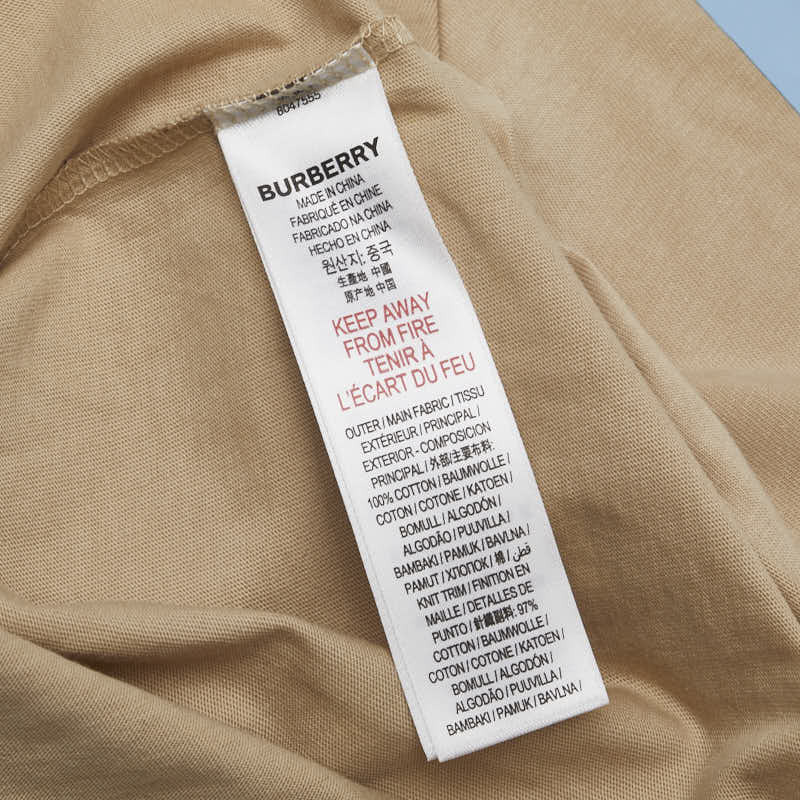 8047555
BURBERRY
MADE IN CHINA
FABRIQUÉ EN CHINE
FABRICADO NA CHINA
HECHO EN CHINA
원산지: 중국
生產地 中國
原产地 中国
KEEP AWAY
FROM FIRE
TENIR À
L'ÉCART DU FEU
OUTER / MAIN FABRIC / TISSU
EXTÉRIEUR / PRINCIPAL /
EXTERIOR - COMPOSICION
PRINCIPAL / 外部/主要布料:
100% COTTON / BAUMWOLLE /
COTON / COTONE / KATOEN /
BOMULL / ALGODÓN /
ALGODÃO / PUUVILLA /
BAMBAKI / PAMUK / BAVLNA /
PAMUT / ХЛОПОК / 棉 / قطن
KNIT TRIM / FINITION EN
MAILLE / DETALLES DE
PUNTO / 針織副料: 97%
COTTON / BAUMWOLLE /
COTON / COTONE / KATOEN /
BOMULL / ALGODÓN /
ALGODÃO / PUUVILLA /
BAMBAKI / PAMUK / BAVLNA /